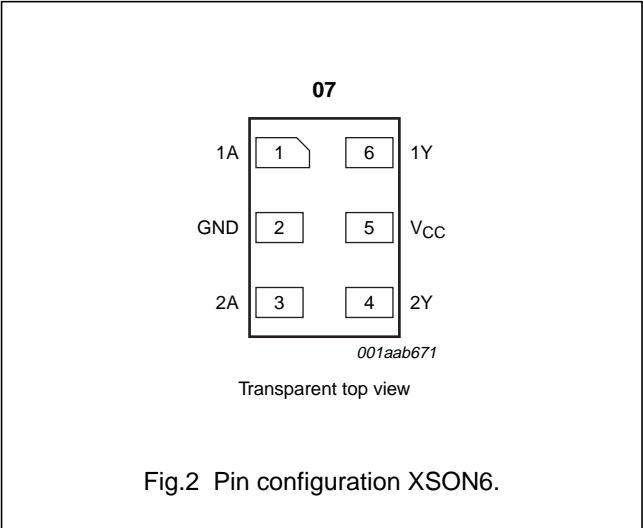 07
1A 1 6 1Y
GND 2 5 VCC
2A 3 4 2Y
001aab671
Transparent top view
Fig.2 Pin configuration XSON6.